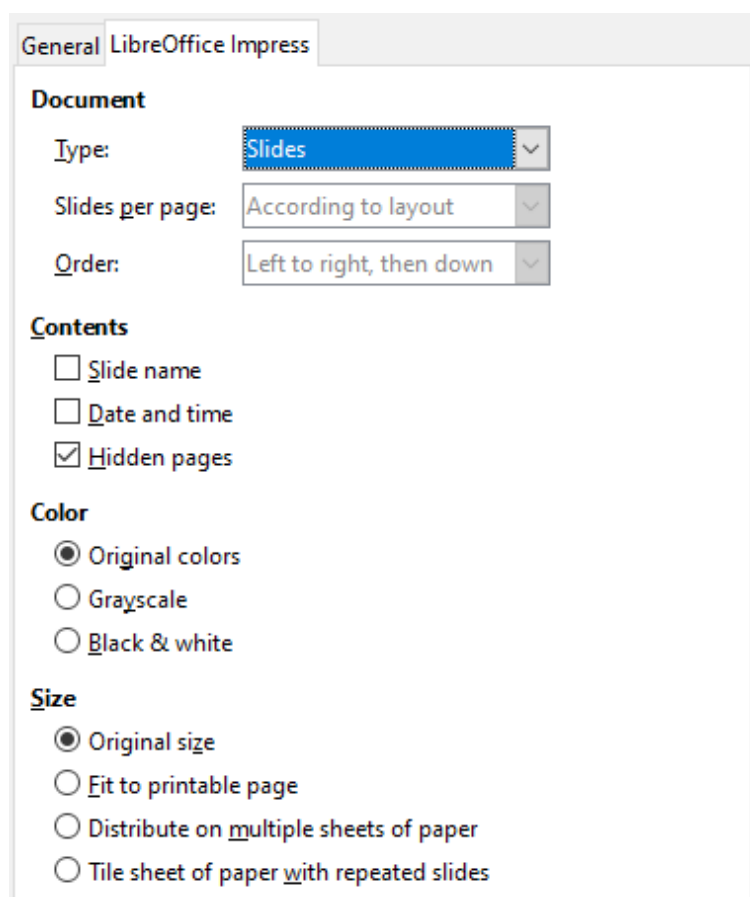 General LibreOffice Impress
Document
Type: Slides
Slides per page: According to layout
Order: Left to right, then down
Contents
Slide name
Date and time
Hidden pages
Color
Original colors
Grayscale
Black & white
Size
Original size
Fit to printable page
Distribute on multiple sheets of paper
Tile sheet of paper with repeated slides